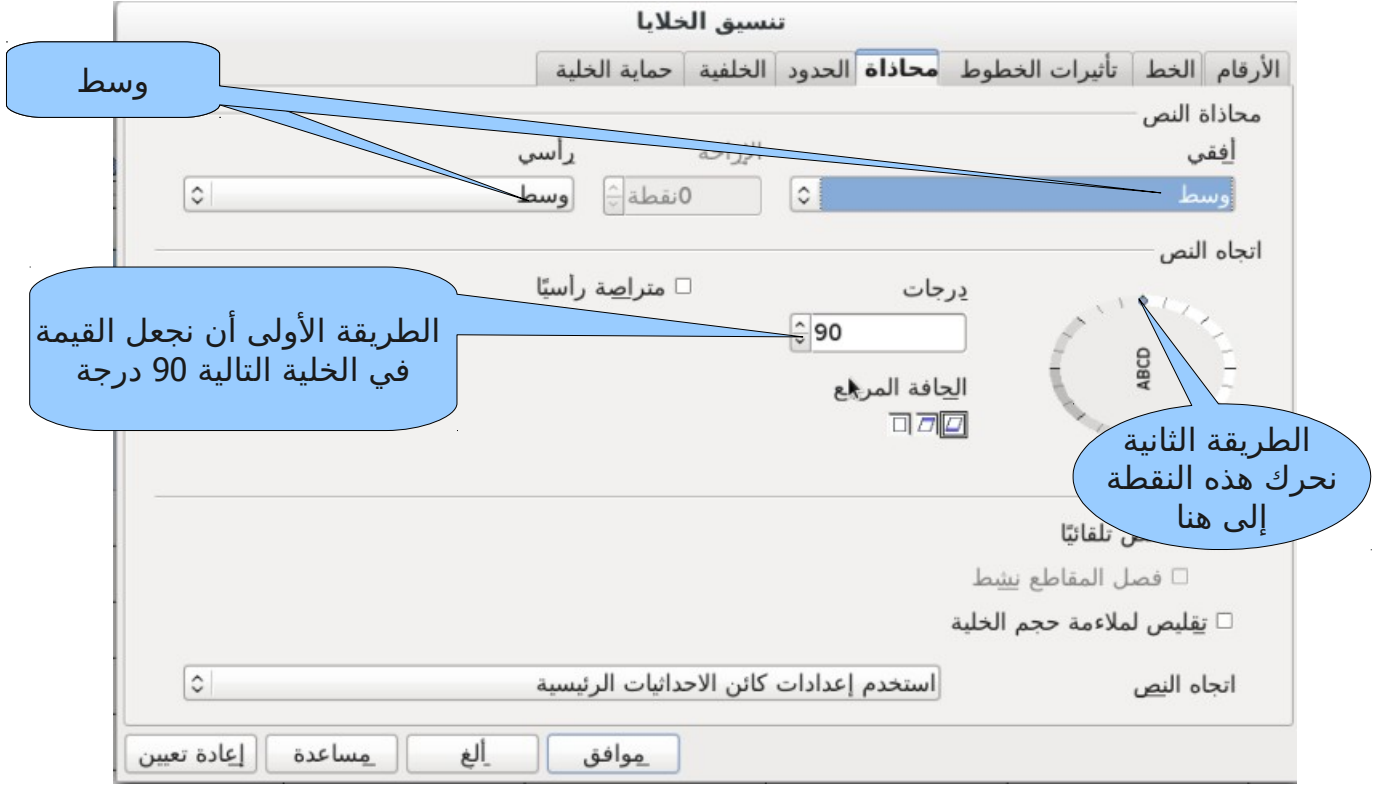 تنسيق الخلايا
الأرقام
الخط
تأثيرات الخطوط
محاذاة
الحدود
الخلفية
حماية الخلية
وسط
محاذاة النص
أفقي
رأسي
وسط
0نقطة
وسط
اتجاه النص
درجات
متراصة رأسيًا
90
ABCD
الطريقة الأولى أن نجعل القيمة
في الخلية التالية 90 درجة
الحافة
الطريقة الثانية
نحرك هذه النقطة
إلى هنا
تلقائيًا
فصل المقاطع نشط
تقليص لملاءمة حجم الخلية
اتجاه النص
استخدم إعدادات كائن الاحداثيات الرئيسية
موافق
ألغ
مساعدة
إعادة تعيين